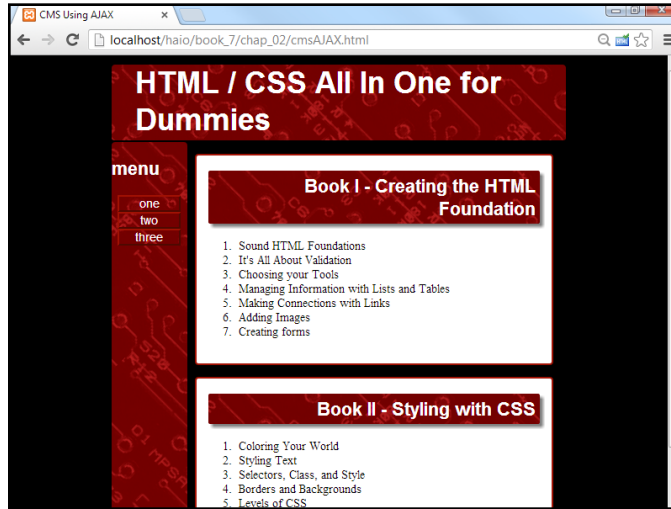 CMS Using AJAX
localhost/haio/book_7/chap_02/cmsAJAX.html
HTML / CSS All In One for
Dummies
menu
one
two
three
Book I - Creating the HTML
Foundation
1. Sound HTML Foundations
2. It's All About Validation
3. Choosing your Tools
4. Managing Information with Lists and Tables
5. Making Connections with Links
6. Adding Images
7. Creating forms
Book II - Styling with CSS
1. Coloring Your World
2. Styling Text
3. Selectors, Class, and Style
4. Borders and Backgrounds
5. Levels of CSS